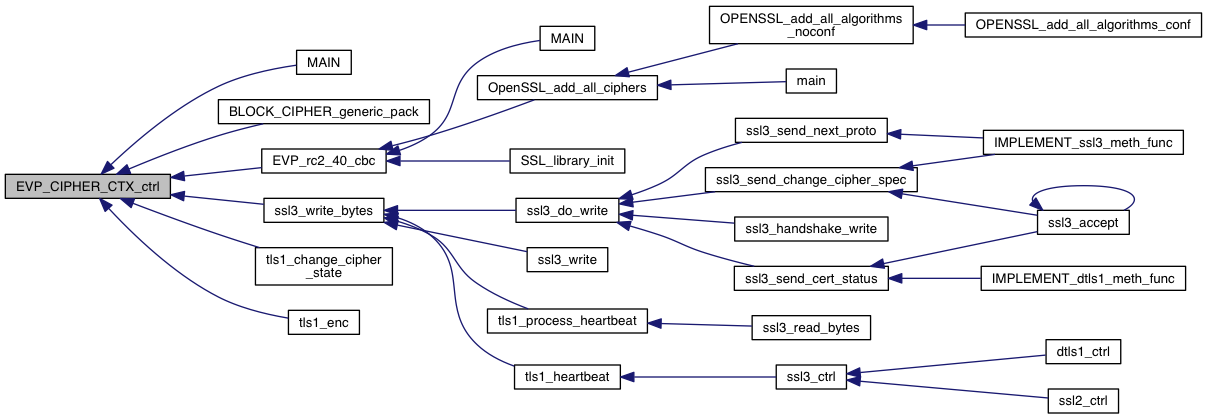 OPENSSL_add_all_algorithms
_noconf
OPENSSL_add_all_algorithms_conf
MAIN
MAIN
OpenSSL_add_all_ciphers
main
BLOCK_CIPHER_generic_pack
ssl3_send_next_proto
IMPLEMENT_ssl3_meth_func
EVP_rc2_40_cbc
SSL_library_init
EVP_CIPHER_CTX_ctrl
ssl3_send_change_cipher_spec
ssl3_write_bytes
ssl3_do_write
ssl3_accept
ssl3_handshake_write
tls1_change_cipher
_state
ssl3_write
ssl3_send_cert_status
IMPLEMENT_dtls1_meth_func
tls1_enc
tls1_process_heartbeat
ssl3_read_bytes
dtls1_ctrl
tls1_heartbeat
ssl3_ctrl
ssl2_ctrl